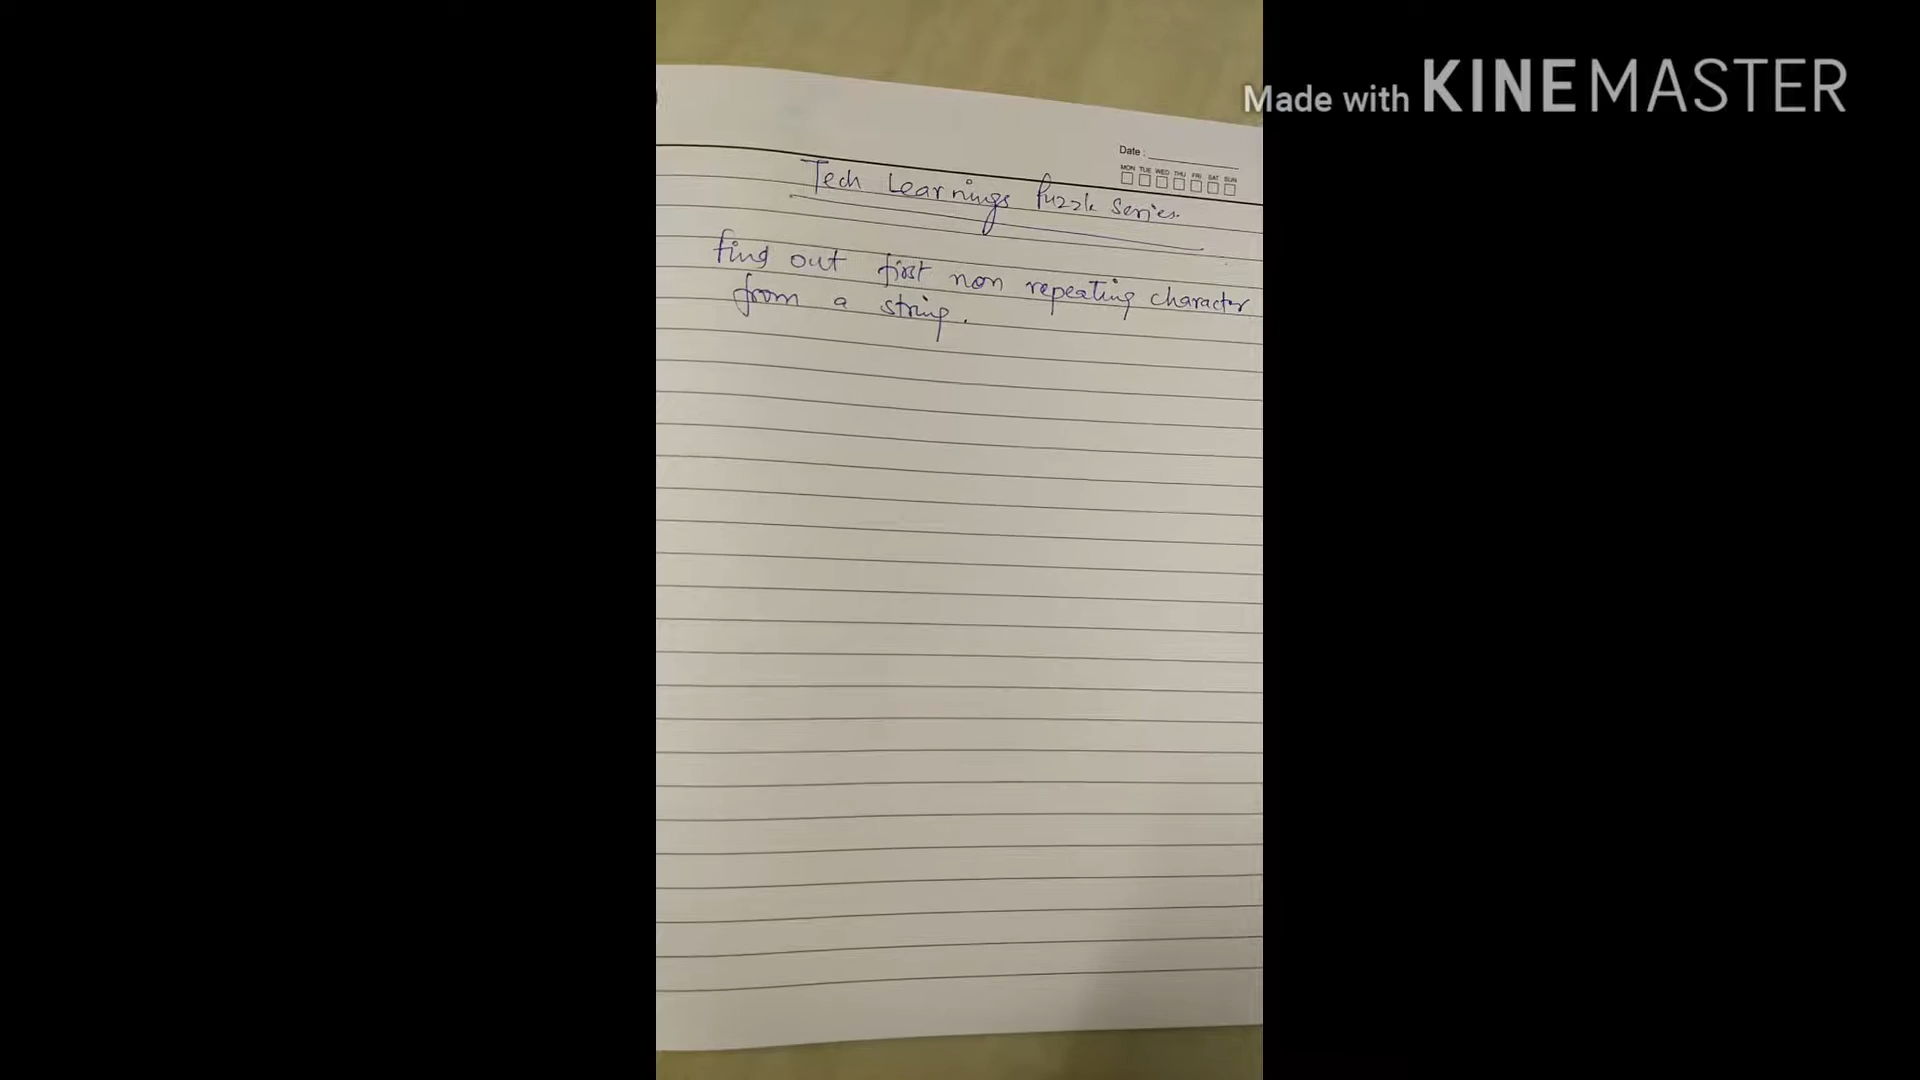 Made with KINEMASTER
Date :
MON TUE WED THU FRI SAT SUN
Tech Learnings Puzzle Series.
find out first non repeating character
from a string.